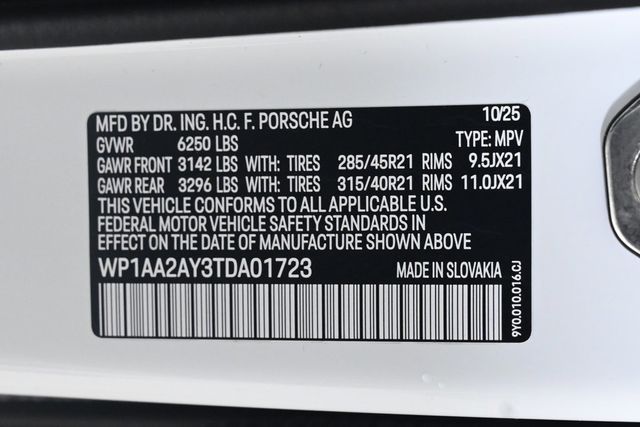 MFD BY DR. ING. H.C. F. PORSCHE AG 10/25
GVWR 6250 LBS TYPE: MPV
GAWR FRONT 3142 LBS WITH: TIRES 285/45R21 RIMS 9.5JX21
GAWR REAR 3296 LBS WITH: TIRES 315/40R21 RIMS 11.0JX21
THIS VEHICLE CONFORMS TO ALL APPLICABLE U.S.
FEDERAL MOTOR VEHICLE SAFETY STANDARDS IN
EFFECT ON THE DATE OF MANUFACTURE SHOWN ABOVE
WP1AA2AY3TDA01723 MADE IN SLOVAKIA
9Y0.010.016.CJ